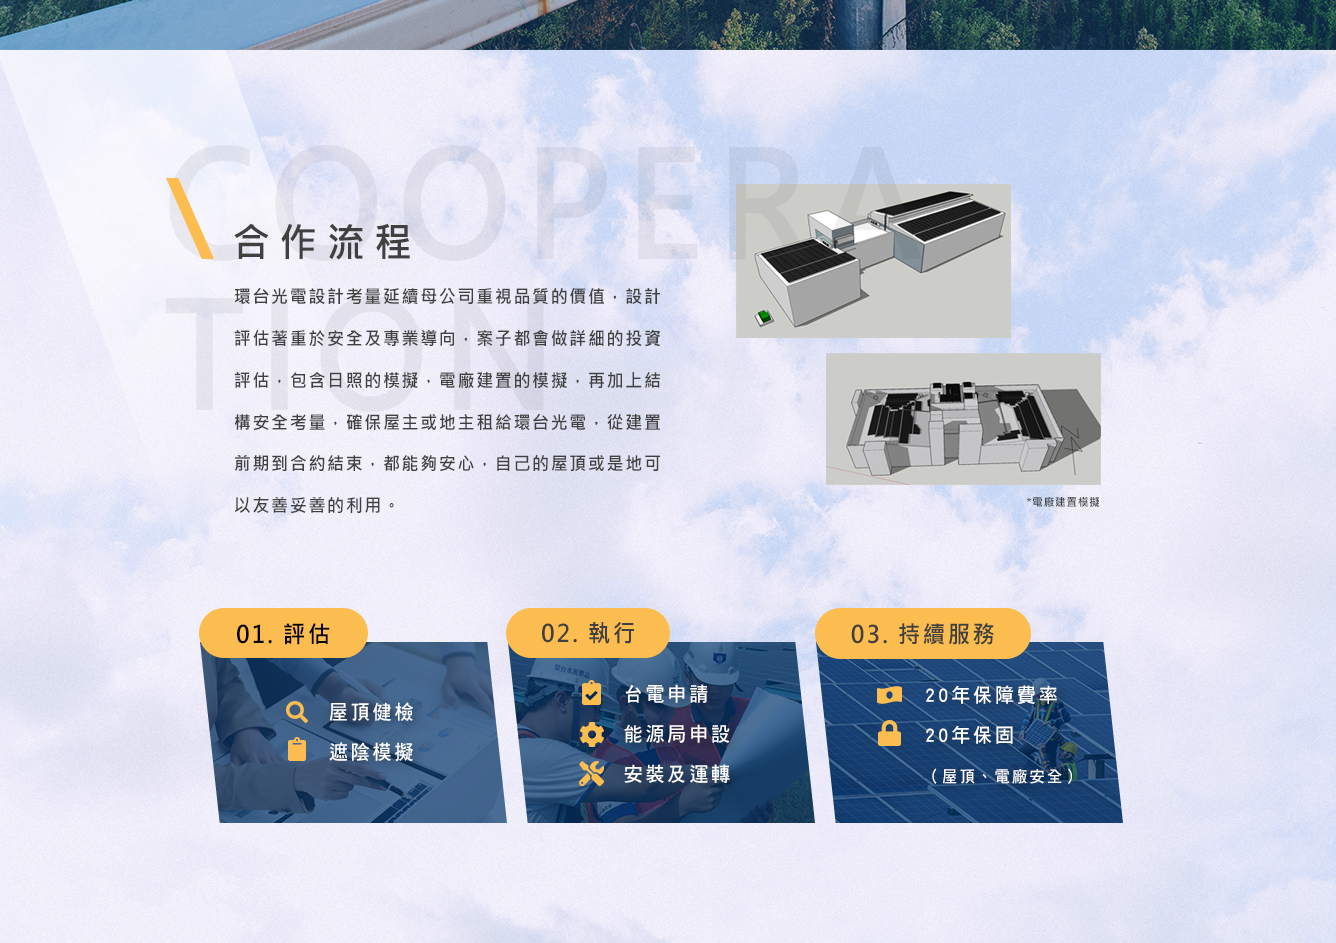 COOPERA
TION
合作流程
環台光電設計考量延續母公司重視品質的價值，設計
評估著重於安全及專業導向，案子都會做詳細的投資
評估，包含日照的模擬，電廠建置的模擬，再加上結
構安全考量，確保屋主或地主租給環台光電，從建置
前期到合約結束，都能夠安心，自己的屋頂或是地可
以友善妥善的利用。
*電廠建置模擬
01. 評估
屋頂健檢
遮陰模擬
02. 執行
台電申請
能源局申設
安裝及運轉
03. 持續服務
20年保障費率
20年保固
（屋頂、電廠安全）